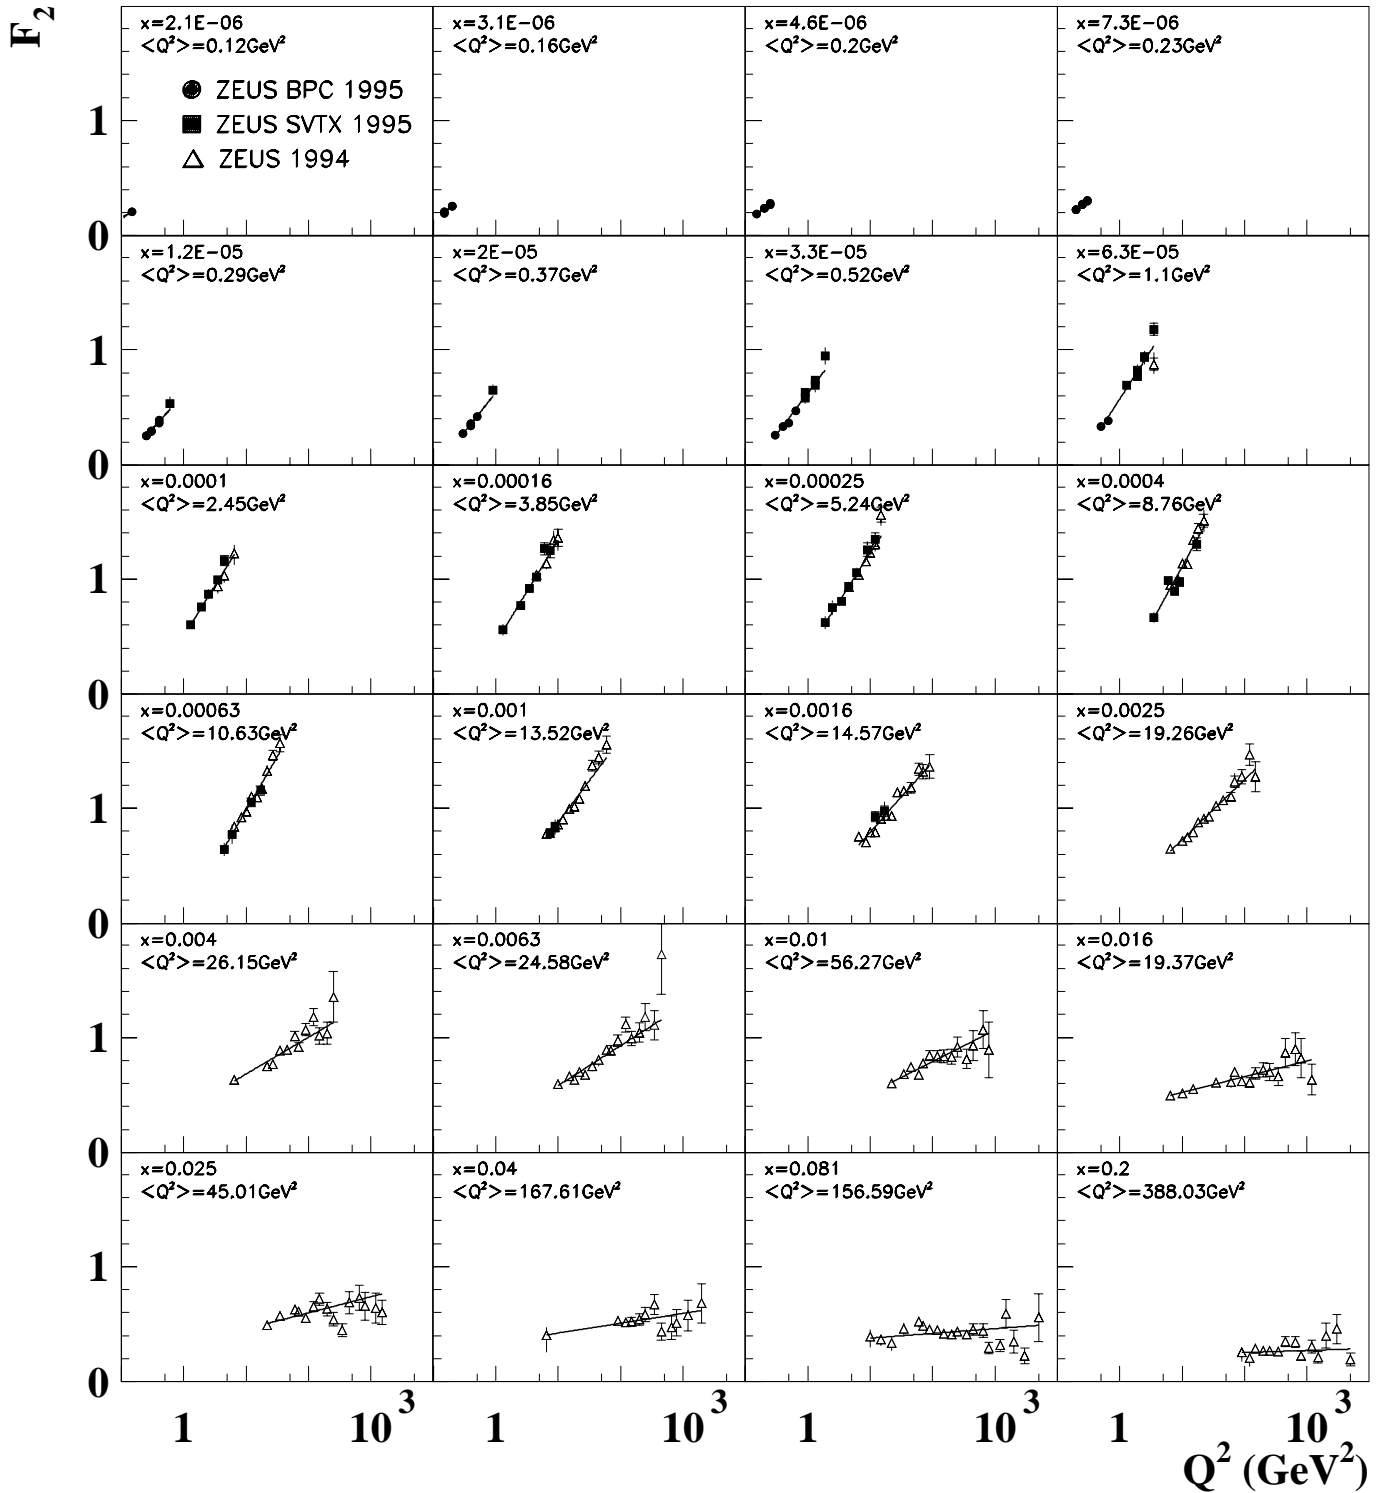 F₂
x=2.1E-06
<Q²>=0.12GeV²
ZEUS BPC 1995
ZEUS SVTX 1995
ZEUS 1994
x=3.1E-06
<Q²>=0.16GeV²
x=4.6E-06
<Q²>=0.2GeV²
x=7.3E-06
<Q²>=0.23GeV²
1
0
x=1.2E-05
<Q²>=0.29GeV²
x=2E-05
<Q²>=0.37GeV²
x=3.3E-05
<Q²>=0.52GeV²
x=6.3E-05
<Q²>=1.1GeV²
1
0
x=0.0001
<Q²>=2.45GeV²
x=0.00016
<Q²>=3.85GeV²
x=0.00025
<Q²>=5.24GeV²
x=0.0004
<Q²>=8.76GeV²
1
0
x=0.00063
<Q²>=10.63GeV²
x=0.001
<Q²>=13.52GeV²
x=0.0016
<Q²>=14.57GeV²
x=0.0025
<Q²>=19.26GeV²
1
0
x=0.004
<Q²>=26.15GeV²
x=0.0063
<Q²>=24.58GeV²
x=0.01
<Q²>=56.27GeV²
x=0.016
<Q²>=19.37GeV²
1
0
x=0.025
<Q²>=45.01GeV²
x=0.04
<Q²>=167.61GeV²
x=0.081
<Q²>=156.59GeV²
x=0.2
<Q²>=388.03GeV²
1
0
1 10³ 1 10³ 1 10³ 1 10³
Q² (GeV²)